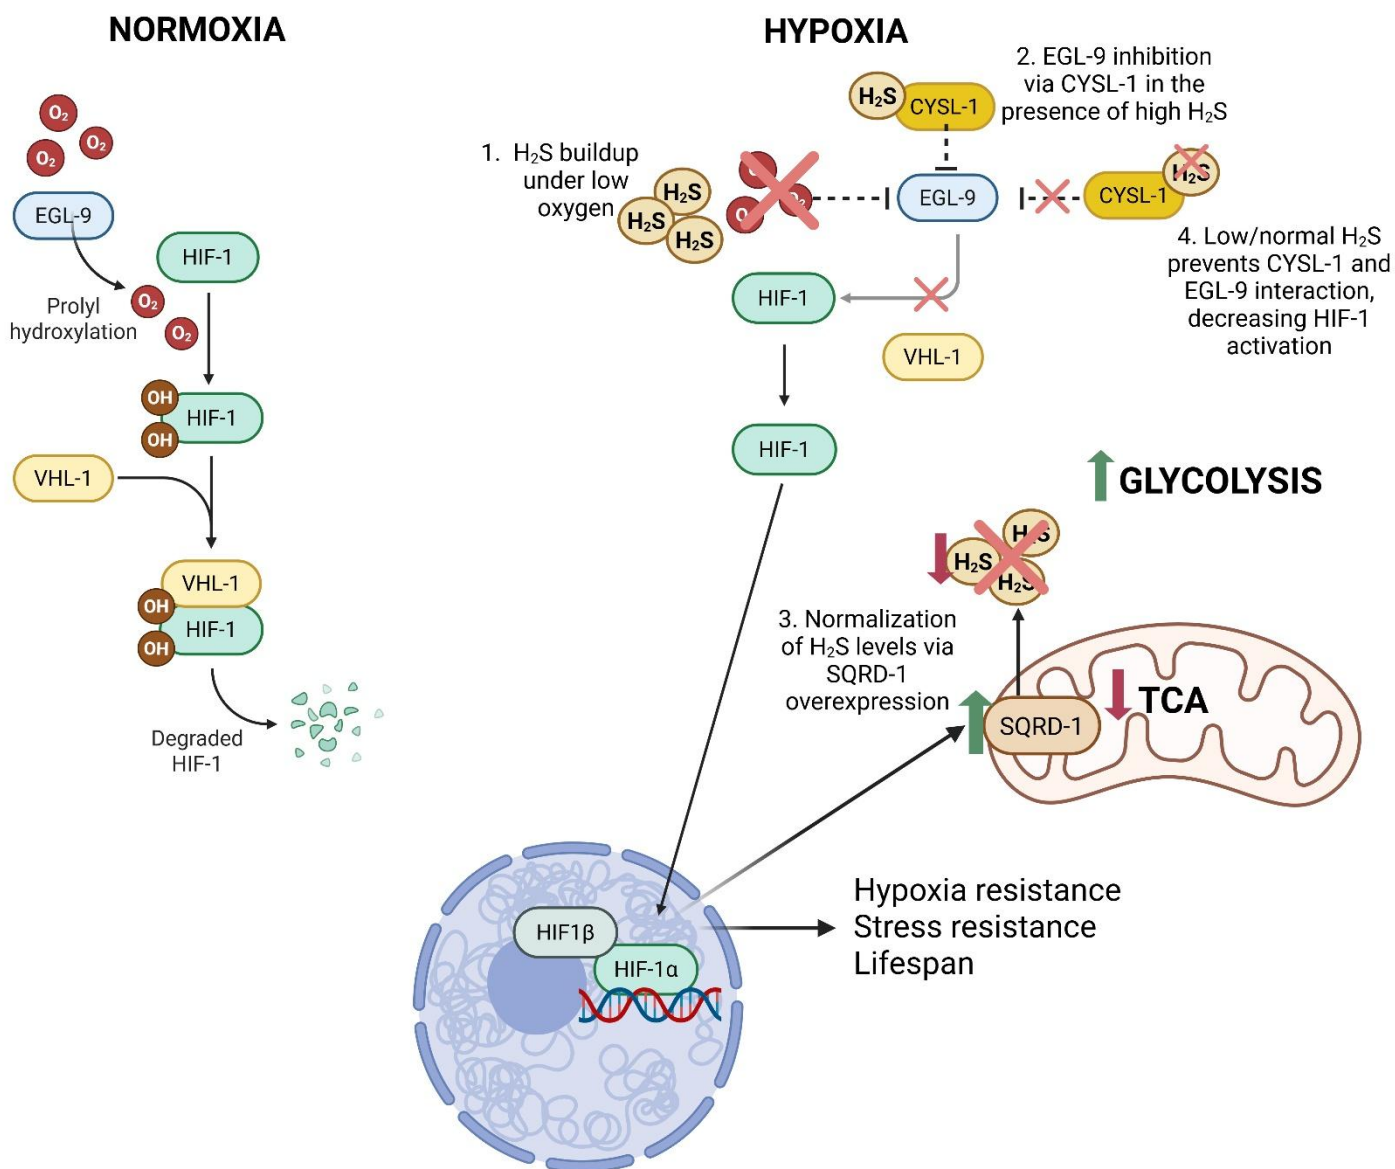 NORMOXIA
O₂
O₂
O₂
EGL-9
HIF-1
Prolyl
hydroxylation
O₂
O₂
OH
OH
HIF-1
VHL-1
VHL-1
OH
OH
HIF-1
Degraded
HIF-1
HYPOXIA
H₂S
CYSL-1
2. EGL-9 inhibition
via CYSL-1 in the
presence of high H₂S
1. H₂S buildup
under low
oxygen
H₂S
H₂S
H₂S
EGL-9
CYSL-1
H₂S
4. Low/normal H₂S
prevents CYSL-1 and
EGL-9 interaction,
decreasing HIF-1
activation
HIF-1
VHL-1
HIF-1
GLYCOLYSIS
H₂S
H₂S
H₂S
3. Normalization
of H₂S levels via
SQRD-1
overexpression
SQRD-1
TCA
HIF1β
HIF-1α
Hypoxia resistance
Stress resistance
Lifespan